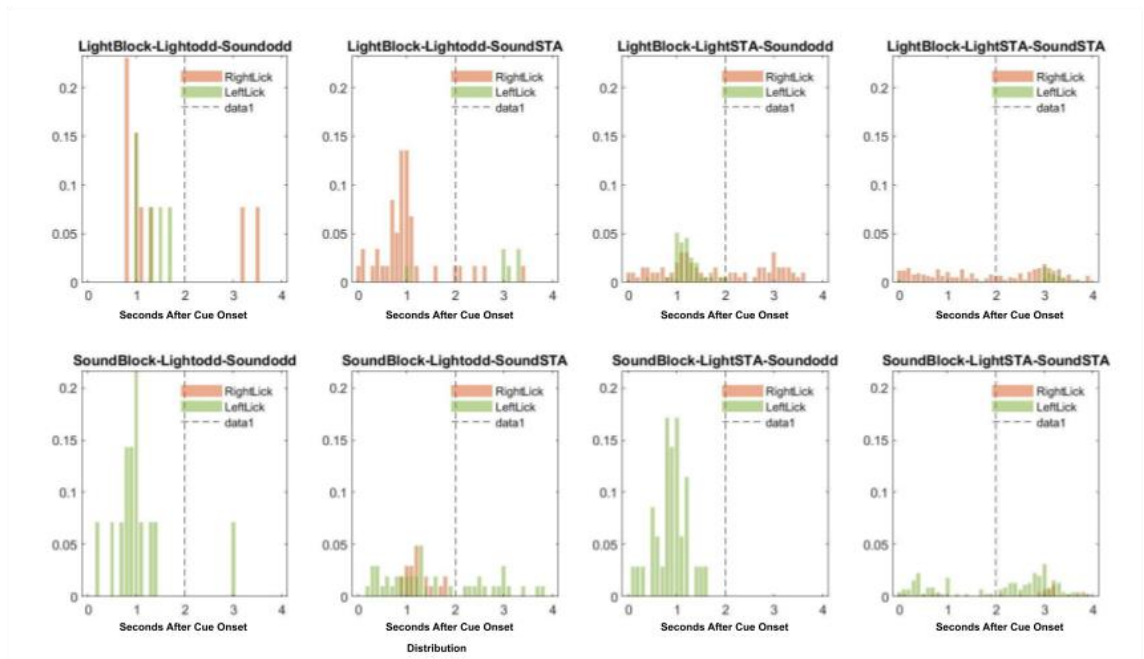 LightBlock-Lightodd-Soundodd
RightLick
LeftLick
data1
0.2
0.15
0.1
0.05
0
0 1 2 3 4
Seconds After Cue Onset
LightBlock-Lightodd-SoundSTA
RightLick
LeftLick
data1
0.2
0.15
0.1
0.05
0
0 1 2 3 4
Seconds After Cue Onset
LightBlock-LightSTA-Soundodd
RightLick
LeftLick
data1
0.2
0.15
0.1
0.05
0
0 1 2 3 4
Seconds After Cue Onset
LightBlock-LightSTA-SoundSTA
RightLick
LeftLick
data1
0.2
0.15
0.1
0.05
0
0 1 2 3 4
Seconds After Cue Onset
SoundBlock-Lightodd-Soundodd
RightLick
LeftLick
data1
0.2
0.15
0.1
0.05
0
0 1 2 3 4
Seconds After Cue Onset
SoundBlock-Lightodd-SoundSTA
RightLick
LeftLick
data1
0.2
0.15
0.1
0.05
0
0 1 2 3 4
Seconds After Cue Onset
SoundBlock-LightSTA-Soundodd
RightLick
LeftLick
data1
0.2
0.15
0.1
0.05
0
0 1 2 3 4
Seconds After Cue Onset
SoundBlock-LightSTA-SoundSTA
RightLick
LeftLick
data1
0.2
0.15
0.1
0.05
0
0 1 2 3 4
Seconds After Cue Onset
Distribution